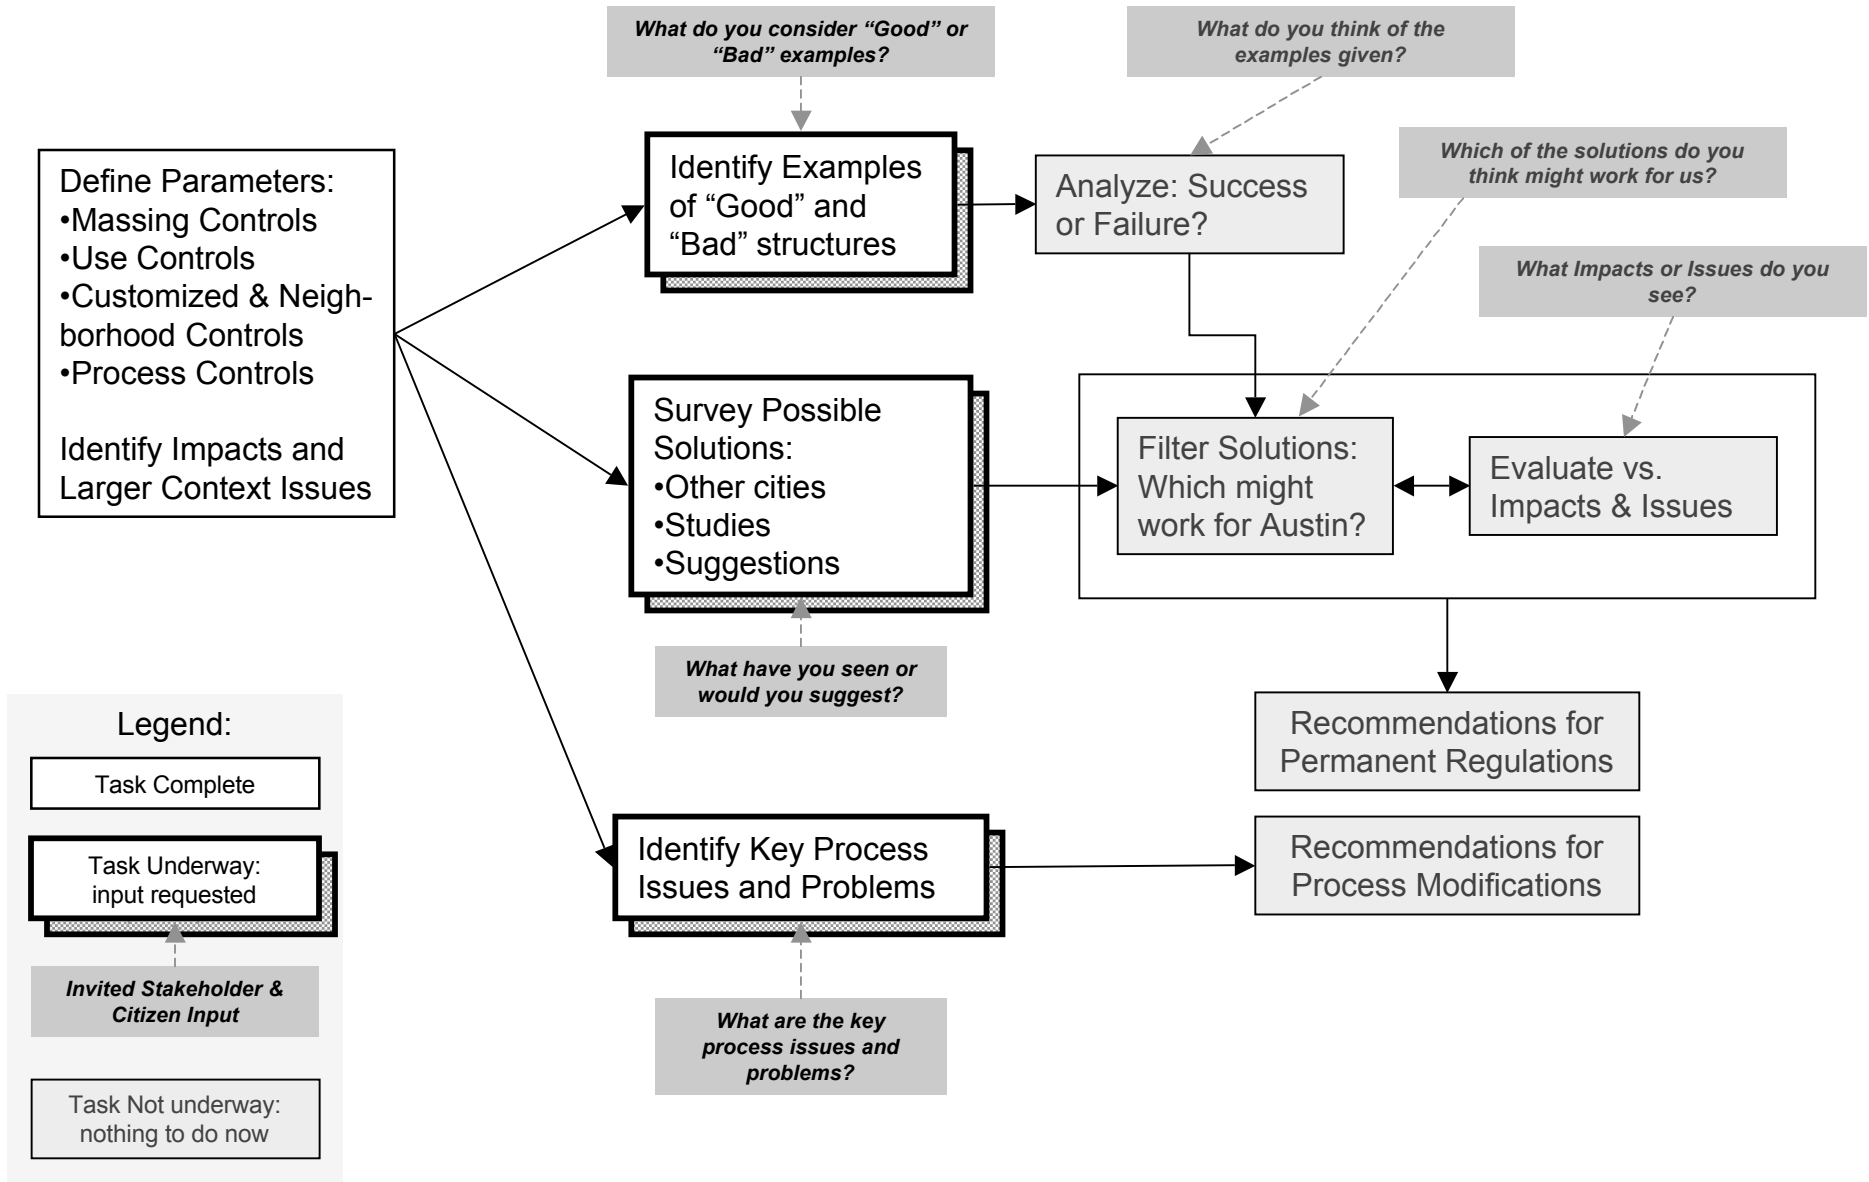 What do you consider “Good” or
“Bad” examples?
What do you think of the
examples given?
Which of the solutions do you
think might work for us?
What Impacts or Issues do you
see?
Define Parameters:
•Massing Controls
•Use Controls
•Customized & Neigh-
borhood Controls
•Process Controls
Identify Impacts and
Larger Context Issues
Identify Examples
of “Good” and
“Bad” structures
Analyze: Success
or Failure?
Survey Possible
Solutions:
•Other cities
•Studies
•Suggestions
Filter Solutions:
Which might
work for Austin?
Evaluate vs.
Impacts & Issues
What have you seen or
would you suggest?
Recommendations for
Permanent Regulations
Identify Key Process
Issues and Problems
Recommendations for
Process Modifications
What are the key
process issues and
problems?
Legend:
Task Complete
Task Underway:
input requested
Invited Stakeholder &
Citizen Input
Task Not underway:
nothing to do now